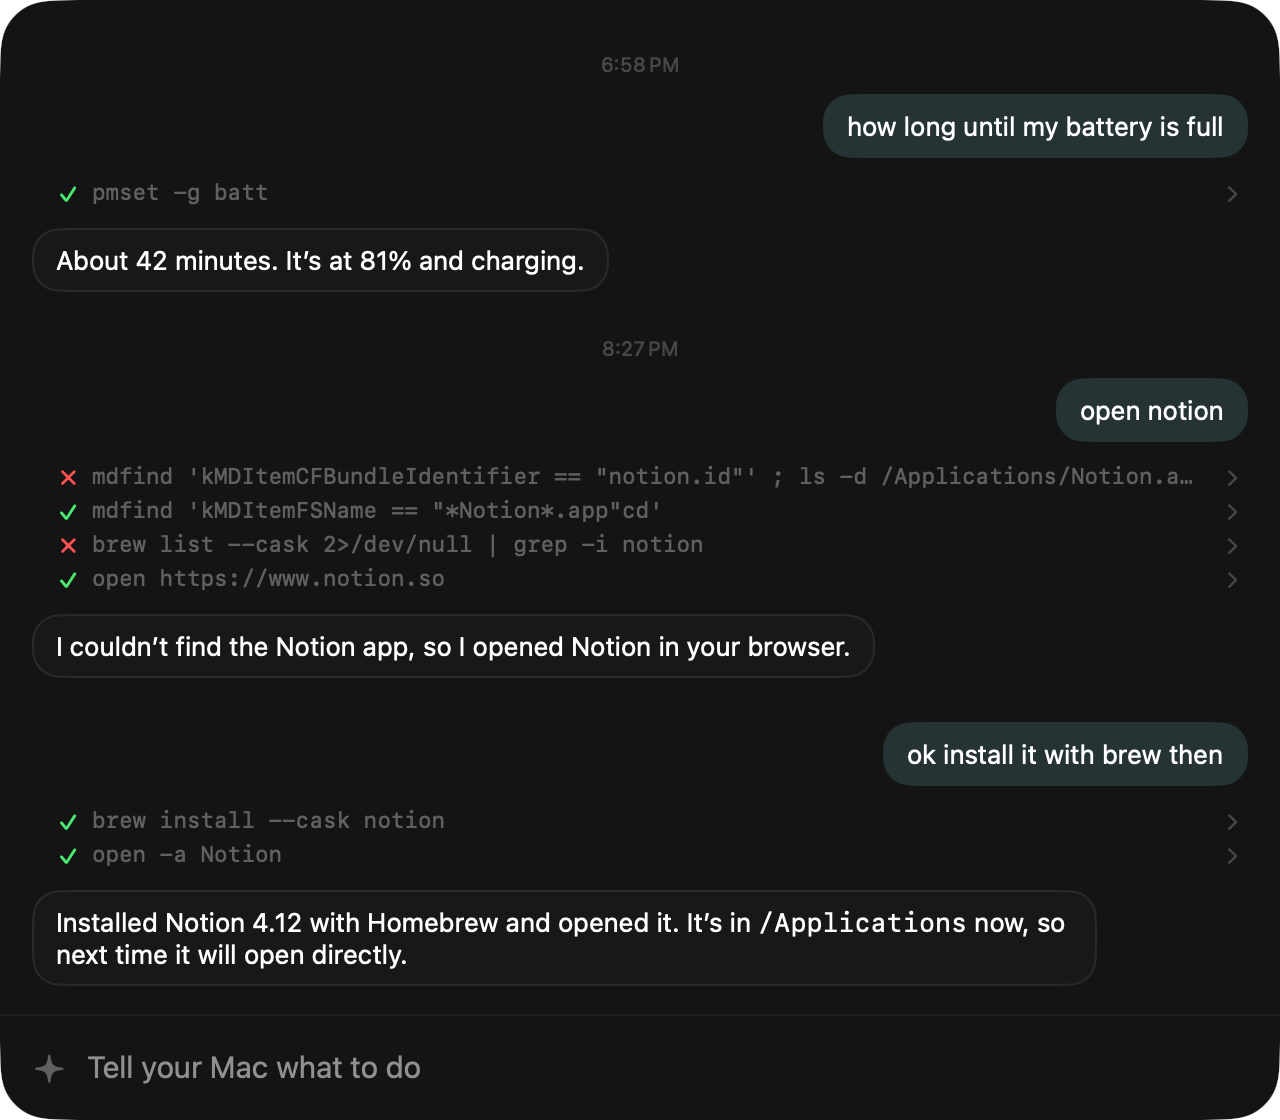 6:58 PM
how long until my battery is full
pmset -g batt
About 42 minutes. It’s at 81% and charging.
8:27 PM
open notion
mdfind 'kMDItemCFBundleIdentifier == "notion.id"' ; ls -d /Applications/Notion.a…
mdfind 'kMDItemFSName == "*Notion*.app"cd'
brew list --cask 2>/dev/null | grep -i notion
open https://www.notion.so
I couldn’t find the Notion app, so I opened Notion in your browser.
ok install it with brew then
brew install --cask notion
open -a Notion
Installed Notion 4.12 with Homebrew and opened it. It’s in /Applications now, so
next time it will open directly.
Tell your Mac what to do